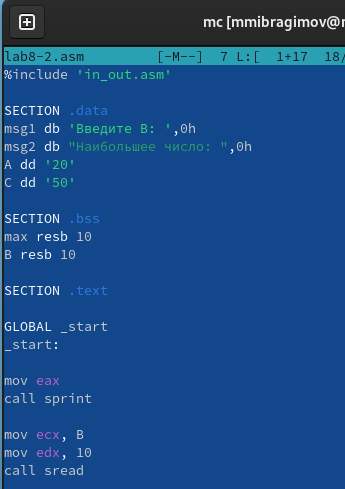 mc [mmibragimov@
lab8-2.asm [-M--] 7 L:[ 1+17 18/
%include 'in_out.asm'
SECTION .data
msg1 db 'Введите B: ',0h
msg2 db "Наибольшее число: ",0h
A dd '20'
C dd '50'
SECTION .bss
max resb 10
B resb 10
SECTION .text
GLOBAL _start
_start:
mov eax
call sprint
mov ecx, B
mov edx, 10
call sread